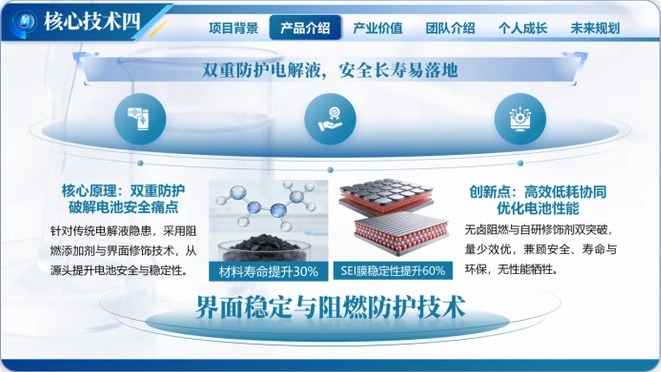 核心技术四
项目背景
产品介绍
产业价值
团队介绍
个人成长
未来规划
双重防护电解液，安全长寿易落地
核心原理：双重防护
破解电池安全痛点
针对传统电解液隐患，采用阻
燃添加剂与界面修饰技术，从
源头提升电池安全与稳定性。
材料寿命提升30%
SEI膜稳定性提升60%
创新点：高效低耗协同
优化电池性能
无卤阻燃与自研修饰剂双突破，
量少效优，兼顾安全、寿命与
环保，无性能牺牲。
界面稳定与阻燃防护技术